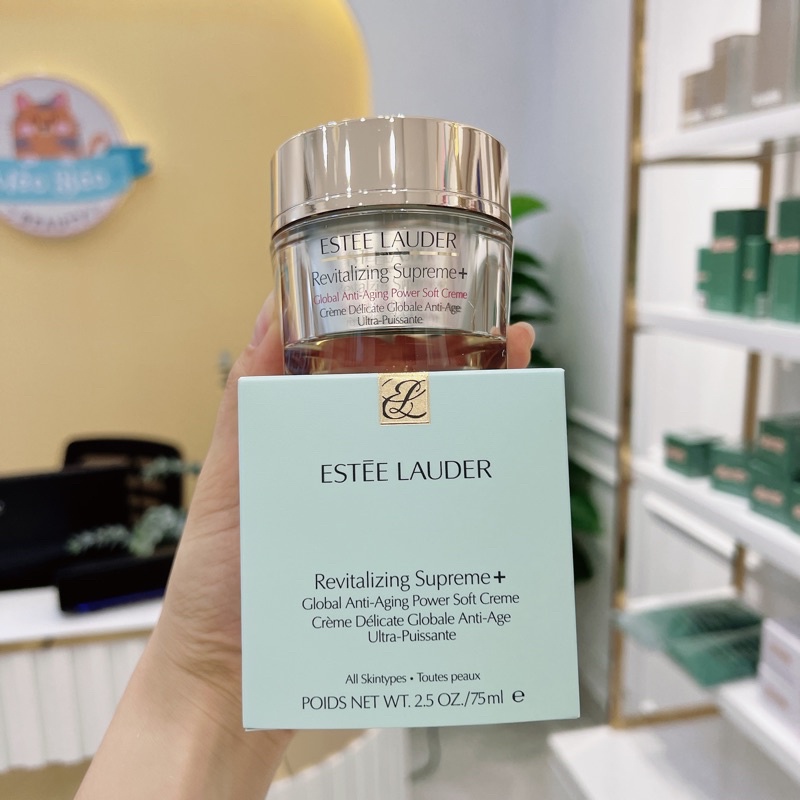 ESTĒE LAUDER
Revitalizing Supreme+
Global Anti-Aging Power Soft Creme
Crème Délicate Globale Anti-Age
Ultra-Puissante
EL
ESTĒE LAUDER
Revitalizing Supreme+
Global Anti-Aging Power Soft Creme
Crème Délicate Globale Anti-Age
Ultra-Puissante
All Skintypes • Toutes peaux
POIDS NET WT. 2.5 OZ./75 ml ℮